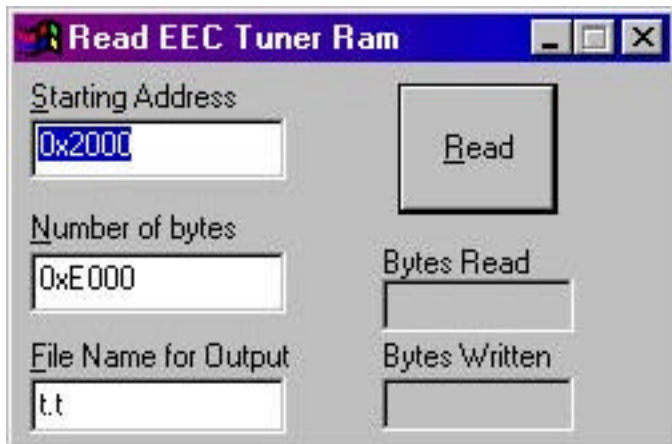 Read EEC Tuner Ram
Starting Address
0x2000
Read
Number of bytes
0xE000
Bytes Read
File Name for Output
Bytes Written
t.t